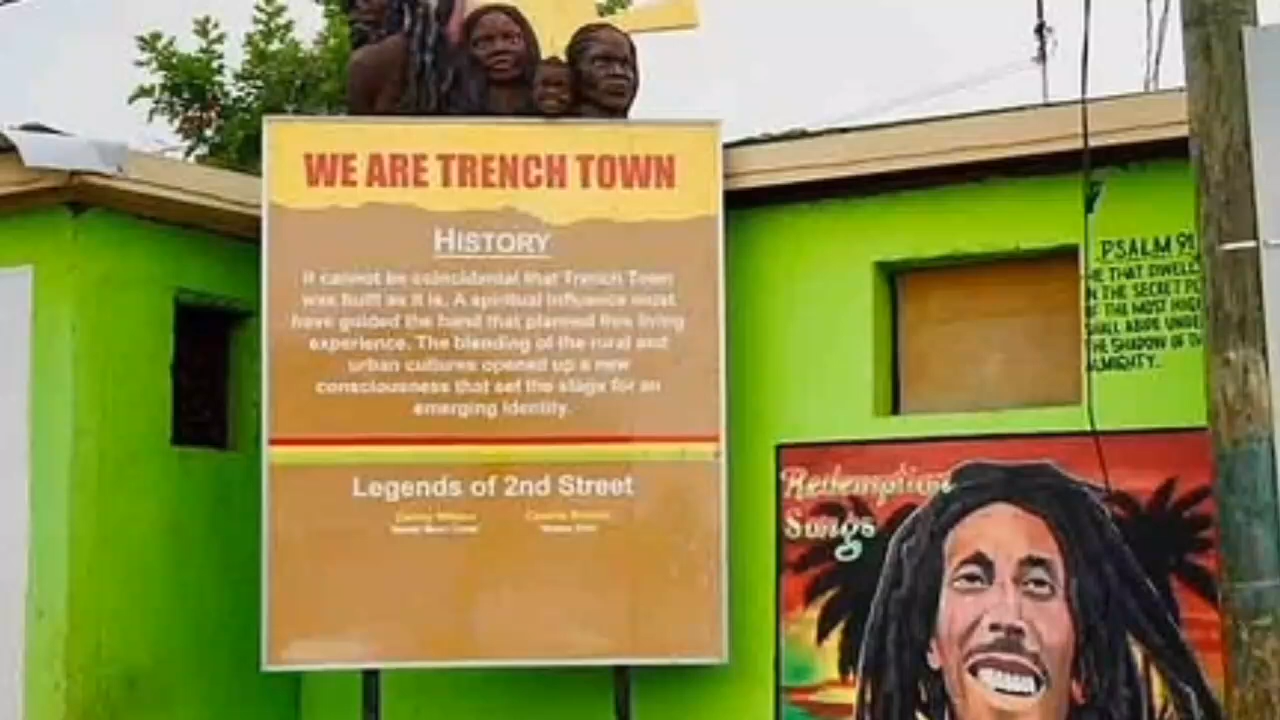 WE ARE TRENCH TOWN
HISTORY
It cannot be coincidental that Trench Town
was built as it is. A spiritual influence must
have guided the hand that planned this living
experience. The blending of the rural and
urban cultures opened up a new
consciousness that set the stage for an
emerging identity.
Legends of 2nd Street
PSALM 91
HE THAT DWELL
IN THE SECRET PL
OF THE MOST HIGH
SHALL ABIDE UNDE
THE SHADOW OF TH
ALMIGHTY.
Redemption
Songs